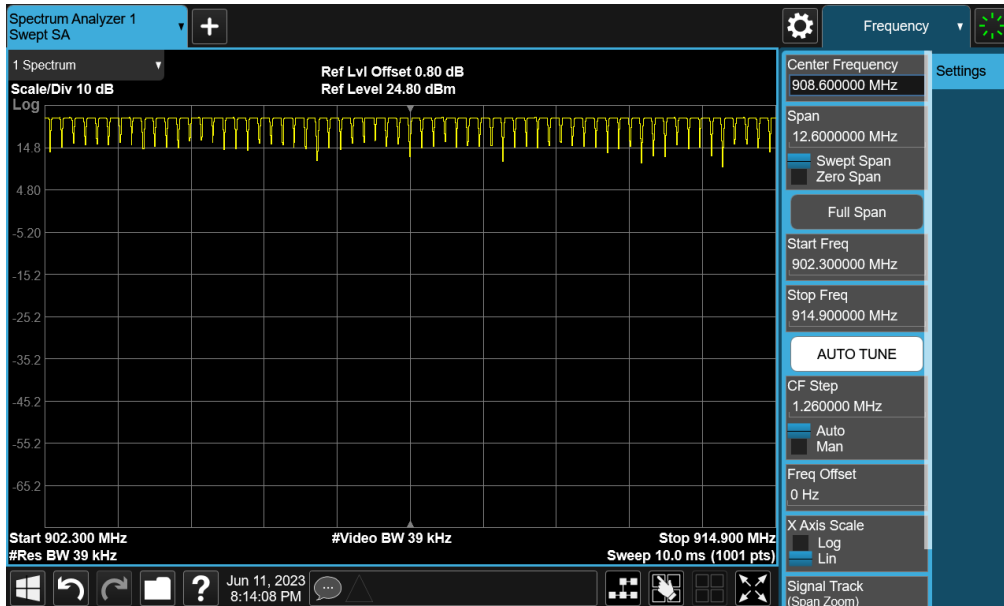 Spectrum Analyzer 1
Swept SA
+
Frequency
1 Spectrum
Scale/Div 10 dB
Log
Ref Lvl Offset 0.80 dB
Ref Level 24.80 dBm
14.8
4.80
-5.20
-15.2
-25.2
-35.2
-45.2
-55.2
-65.2
Start 902.300 MHz
#Res BW 39 kHz
#Video BW 39 kHz
Stop 914.900 MHz
Sweep 10.0 ms (1001 pts)
Center Frequency
908.600000 MHz
Settings
Span
12.6000000 MHz
Swept Span
Zero Span
Full Span
Start Freq
902.300000 MHz
Stop Freq
914.900000 MHz
AUTO TUNE
CF Step
1.260000 MHz
Auto
Man
Freq Offset
0 Hz
X Axis Scale
Log
Lin
Signal Track
(Span Zoom)
?
Jun 11, 2023
8:14:08 PM